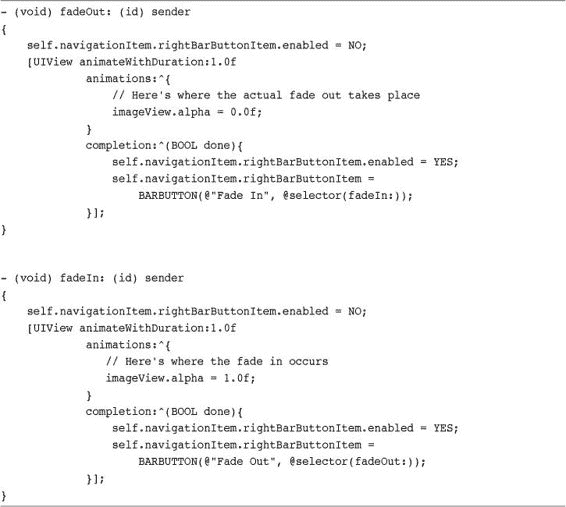 - (void) fadeOut: (id) sender
{
    self.navigationItem.rightBarButtonItem.enabled = NO;
    [UIView animateWithDuration:1.0f
             animations:^{
                 // Here's where the actual fade out takes place
                 imageView.alpha = 0.0f;
             }
             completion:^(BOOL done){
                 self.navigationItem.rightBarButtonItem.enabled = YES;
                 self.navigationItem.rightBarButtonItem =
                     BARBUTTON(@"Fade In", @selector(fadeIn:));
             }];
}

- (void) fadeIn: (id) sender
{
    self.navigationItem.rightBarButtonItem.enabled = NO;
    [UIView animateWithDuration:1.0f
             animations:^{
                // Here's where the fade in occurs
                imageView.alpha = 1.0f;
             }
             completion:^(BOOL done){
                 self.navigationItem.rightBarButtonItem.enabled = YES;
                 self.navigationItem.rightBarButtonItem =
                     BARBUTTON(@"Fade Out", @selector(fadeOut:));
             }];
}